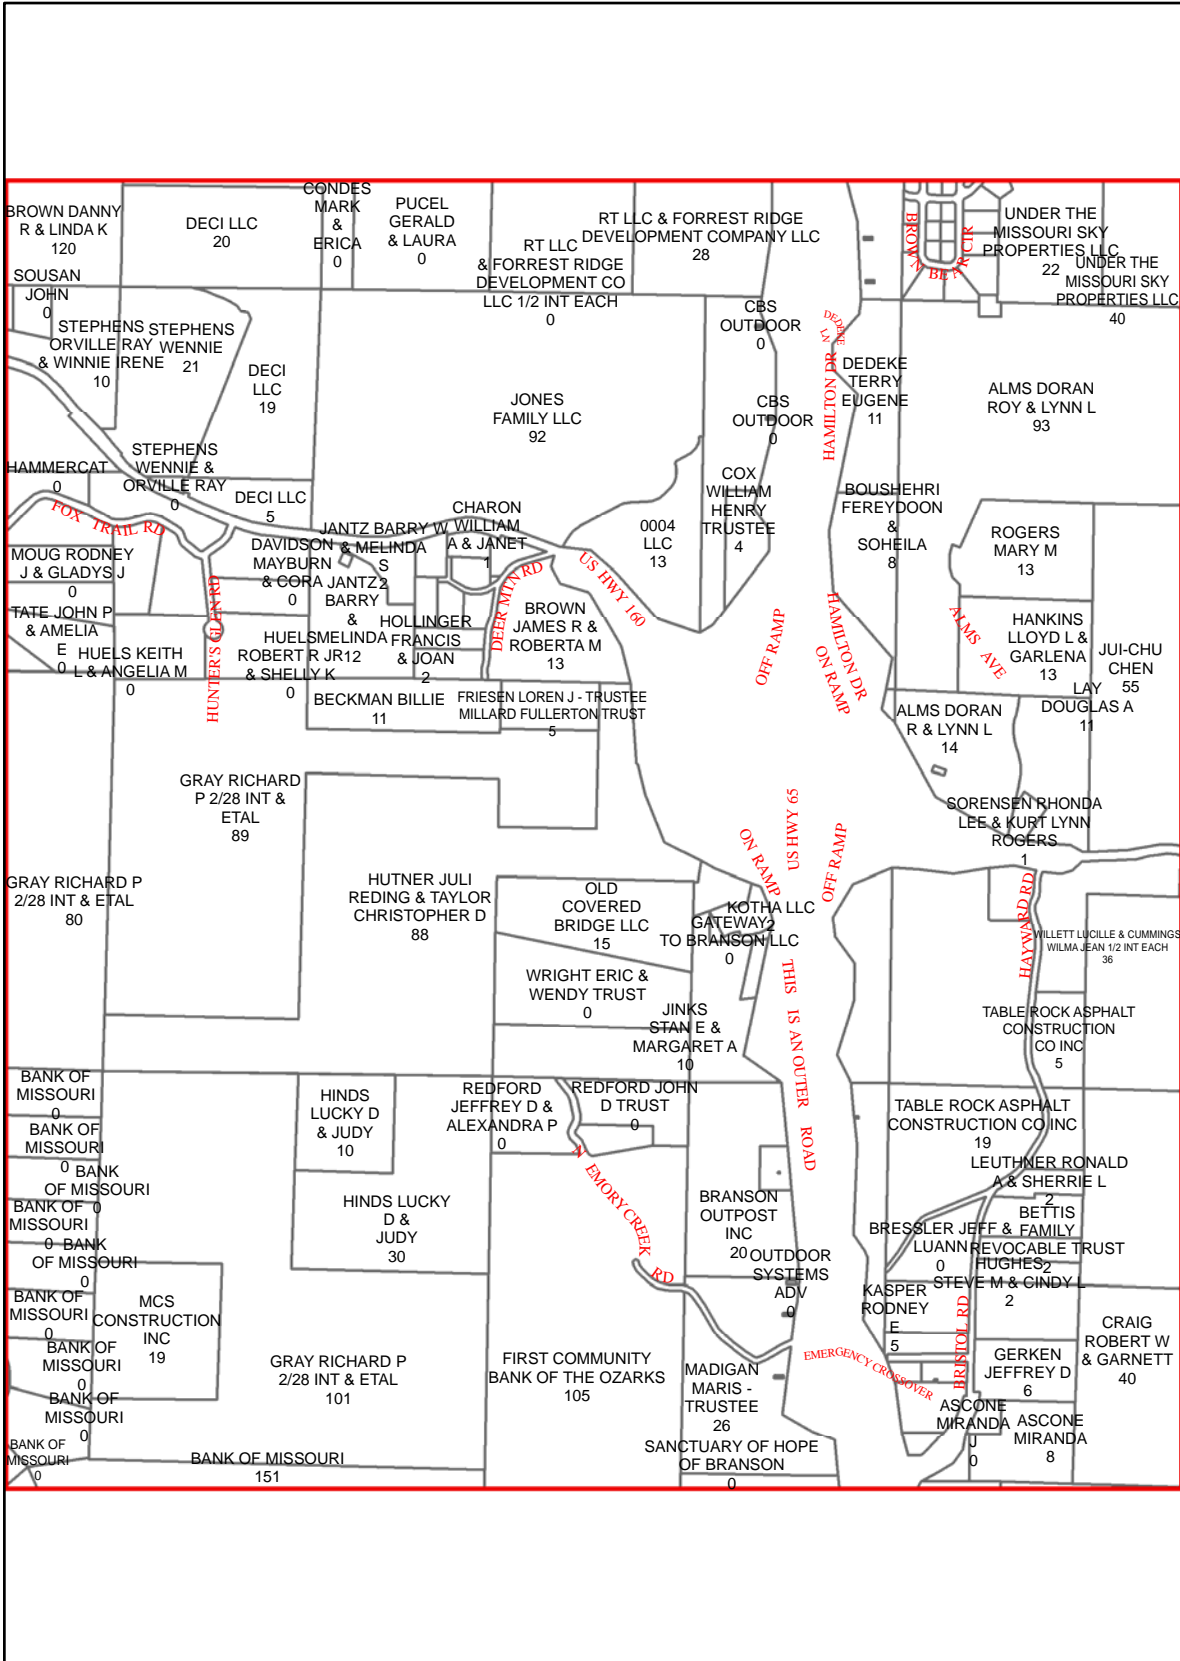 BROWN DANNY
R & LINDA K
120
DECI LLC
20
CONDES
MARK
&
ERICA
0
PUCEL
GERALD
& LAURA
0
RT LLC
& FORREST RIDGE
DEVELOPMENT CO
LLC 1/2 INT EACH
0
RT LLC & FORREST RIDGE
DEVELOPMENT COMPANY LLC
28
BROWN BEAR CIR
UNDER THE
MISSOURI SKY
PROPERTIES LLC
22
UNDER THE
MISSOURI SKY
PROPERTIES LLC
40
SOUSAN
JOHN
0
STEPHENS
ORVILLE RAY
& WINNIE IRENE
10
STEPHENS
WENNIE
21
DECI
LLC
19
JONES
FAMILY LLC
92
CBS
OUTDOOR
0
CBS
OUTDOOR
0
DEDEKE LN
HAMILTON DR
DEDEKE
TERRY
EUGENE
11
ALMS DORAN
ROY & LYNN L
93
HAMMERCAT
0
STEPHENS
WENNIE &
ORVILLE RAY
0
DECI LLC
5
FOX TRAIL RD
JANTZ BARRY W
& MELINDA
S
2
CHARON
WILLIAM
A & JANET
1
0004
LLC
13
COX
WILLIAM
HENRY
TRUSTEE
4
BOUSHEHRI
FEREYDOON
&
SOHEILA
8
ROGERS
MARY M
13
MOUG RODNEY
J & GLADYS J
0
DAVIDSON
MAYBURN
& CORA
0
JANTZ
BARRY
&
MELINDA
12
US HWY 160
DEER MTN RD
HUNTER'S GLEN RD
TATE JOHN P
& AMELIA
E
0
HUELS KEITH
L & ANGELIA M
0
HUELS
ROBERT R JR
& SHELLY K
0
HOLLINGER
FRANCIS
& JOAN
2
BROWN
JAMES R &
ROBERTA M
13
OFF RAMP
HAMILTON DR
ON RAMP
ALMS AVE
HANKINS
LLOYD L &
GARLENA
13
JUI-CHU
CHEN
55
LAY
DOUGLAS A
11
BECKMAN BILLIE
11
FRIESEN LOREN J - TRUSTEE
MILLARD FULLERTON TRUST
5
ALMS DORAN
R & LYNN L
14
GRAY RICHARD
P 2/28 INT &
ETAL
89
US HWY 65
ON RAMP
OFF RAMP
SORENSEN RHONDA
LEE & KURT LYNN
ROGERS
1
GRAY RICHARD P
2/28 INT & ETAL
80
HUTNER JULI
REDING & TAYLOR
CHRISTOPHER D
88
OLD
COVERED
BRIDGE LLC
15
KOTHA LLC
2
GATEWAY
TO BRANSON LLC
0
HAYWARD RD
WILLETT LUCILLE & CUMMINGS
WILMA JEAN 1/2 INT EACH
36
WRIGHT ERIC &
WENDY TRUST
0
JINKS
STAN E &
MARGARET A
10
THIS IS AN OUTER ROAD
TABLE ROCK ASPHALT
CONSTRUCTION
CO INC
5
BANK OF
MISSOURI
0
BANK OF
MISSOURI
0
BANK
OF MISSOURI
0
BANK OF
MISSOURI
0
BANK
OF MISSOURI
0
BANK OF
MISSOURI
0
BANK OF
MISSOURI
0
BANK OF
MISSOURI
0
BANK OF
MISSOURI
0
HINDS
LUCKY D
& JUDY
10
REDFORD
JEFFREY D &
ALEXANDRA P
0
REDFORD JOHN
D TRUST
0
TABLE ROCK ASPHALT
CONSTRUCTION CO INC
19
LEUTHNER RONALD
A & SHERRIE L
2
HINDS LUCKY
D &
JUDY
30
N EMORY CREEK RD
BRANSON
OUTPOST
INC
20
OUTDOOR
SYSTEMS
ADV
0
BRESSLER JEFF &
LUANN
0
BETTIS
FAMILY
REVOCABLE TRUST
2
HUGHES
STEVE M & CINDY L
2
KASPER
RODNEY
E
5
BRISTOL RD
MCS
CONSTRUCTION
INC
19
GRAY RICHARD P
2/28 INT & ETAL
101
FIRST COMMUNITY
BANK OF THE OZARKS
105
MADIGAN
MARIS -
TRUSTEE
26
EMERGENCY CROSSOVER
GERKEN
JEFFREY D
6
CRAIG
ROBERT W
& GARNETT
40
ASCONE
MIRANDA
J
0
ASCONE
MIRANDA
8
BANK OF MISSOURI
151
SANCTUARY OF HOPE
OF BRANSON
0